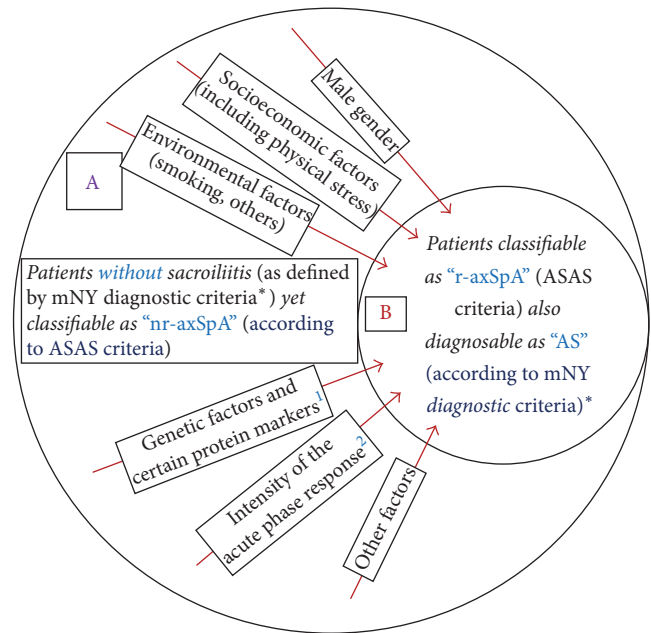 Male gender
Socioeconomic factors
(including physical stress)
Environmental factors
(smoking, others)
A
Patients without sacroiliitis (as defined
by mNY diagnostic criteria*) yet
classifiable as “nr-axSpA” (according
to ASAS criteria)
B
Patients classifiable
as “r-axSpA” (ASAS
criteria) also
diagnosable as “AS”
(according to mNY
diagnostic criteria)*
Genetic factors and
certain protein markers1
Intensity of the
acute phase response2
Other factors